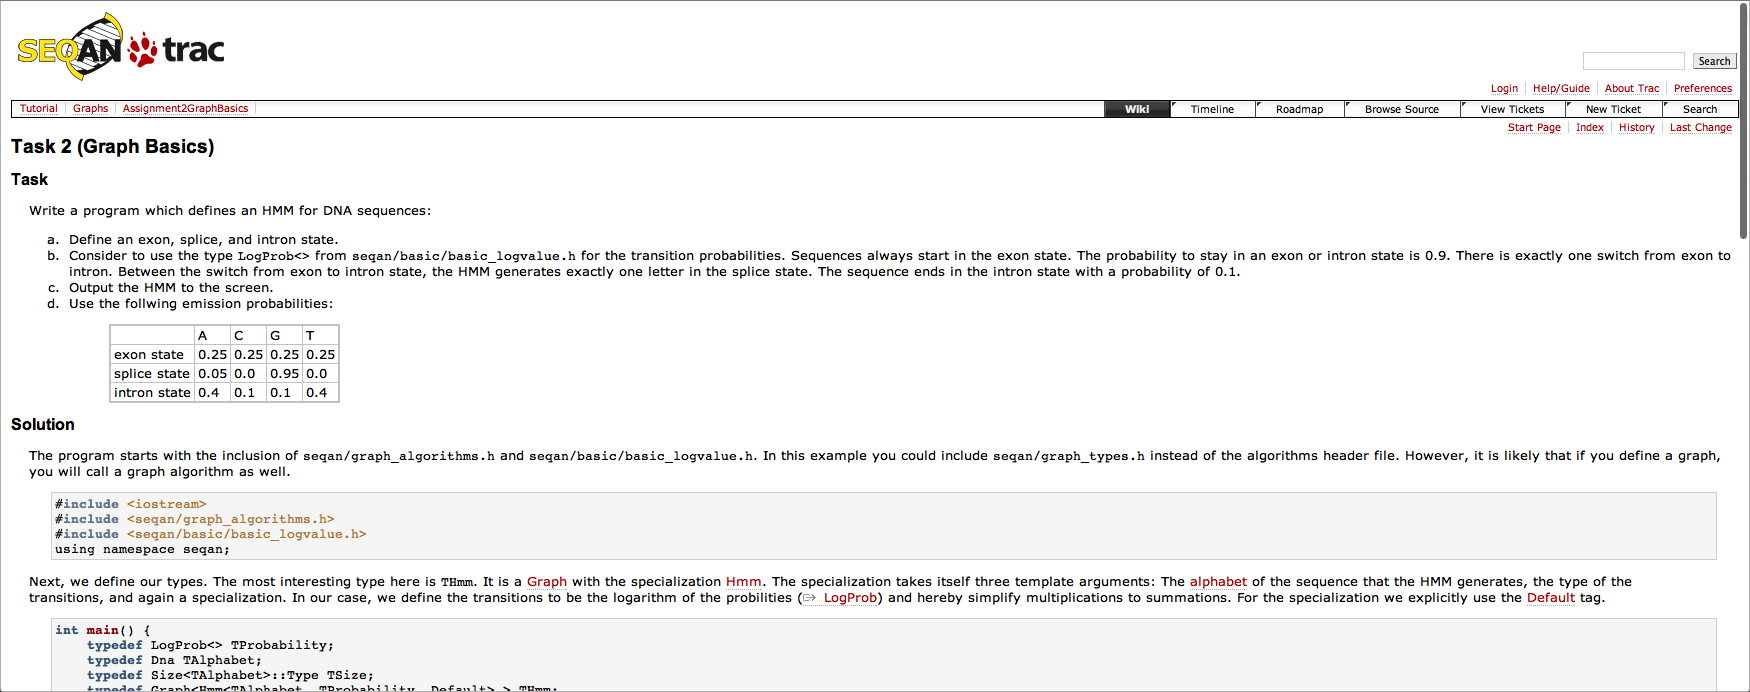 SEQAN trac
Search
Login Help/Guide About Trac Preferences
Tutorial Graphs Assignment2GraphBasics Wiki Timeline Roadmap Browse Source View Tickets New Ticket Search
Start Page Index History Last Change
Task 2 (Graph Basics)
Task
Write a program which defines an HMM for DNA sequences:
a. Define an exon, splice, and intron state.
b. Consider to use the type LogProb<> from seqan/basic/basic_logvalue.h for the transition probabilities. Sequences always start in the exon state. The probability to stay in an exon or intron state is 0.9. There is exactly one switch from exon to
intron. Between the switch from exon to intron state, the HMM generates exactly one letter in the splice state. The sequence ends in the intron state with a probability of 0.1.
c. Output the HMM to the screen.
d. Use the follwing emission probabilities:
A C G T
exon state 0.25 0.25 0.25 0.25
splice state 0.05 0.0 0.95 0.0
intron state 0.4 0.1 0.1 0.4
Solution
The program starts with the inclusion of seqan/graph_algorithms.h and seqan/basic/basic_logvalue.h. In this example you could include seqan/graph_types.h instead of the algorithms header file. However, it is likely that if you define a graph,
you will call a graph algorithm as well.
#include <iostream>
#include <seqan/graph_algorithms.h>
#include <seqan/basic/basic_logvalue.h>
using namespace seqan;
Next, we define our types. The most interesting type here is THmm. It is a Graph with the specialization Hmm. The specialization takes itself three template arguments: The alphabet of the sequence that the HMM generates, the type of the
transitions, and again a specialization. In our case, we define the transitions to be the logarithm of the probilities (LogProb) and hereby simplify multiplications to summations. For the specialization we explicitly use the Default tag.
int main() {
typedef LogProb<> TProbability;
typedef Dna TAlphabet;
typedef Size<TAlphabet>::Type TSize;
typedef Graph<Hmm<TAlphabet, TProbability, Default> > THmm;